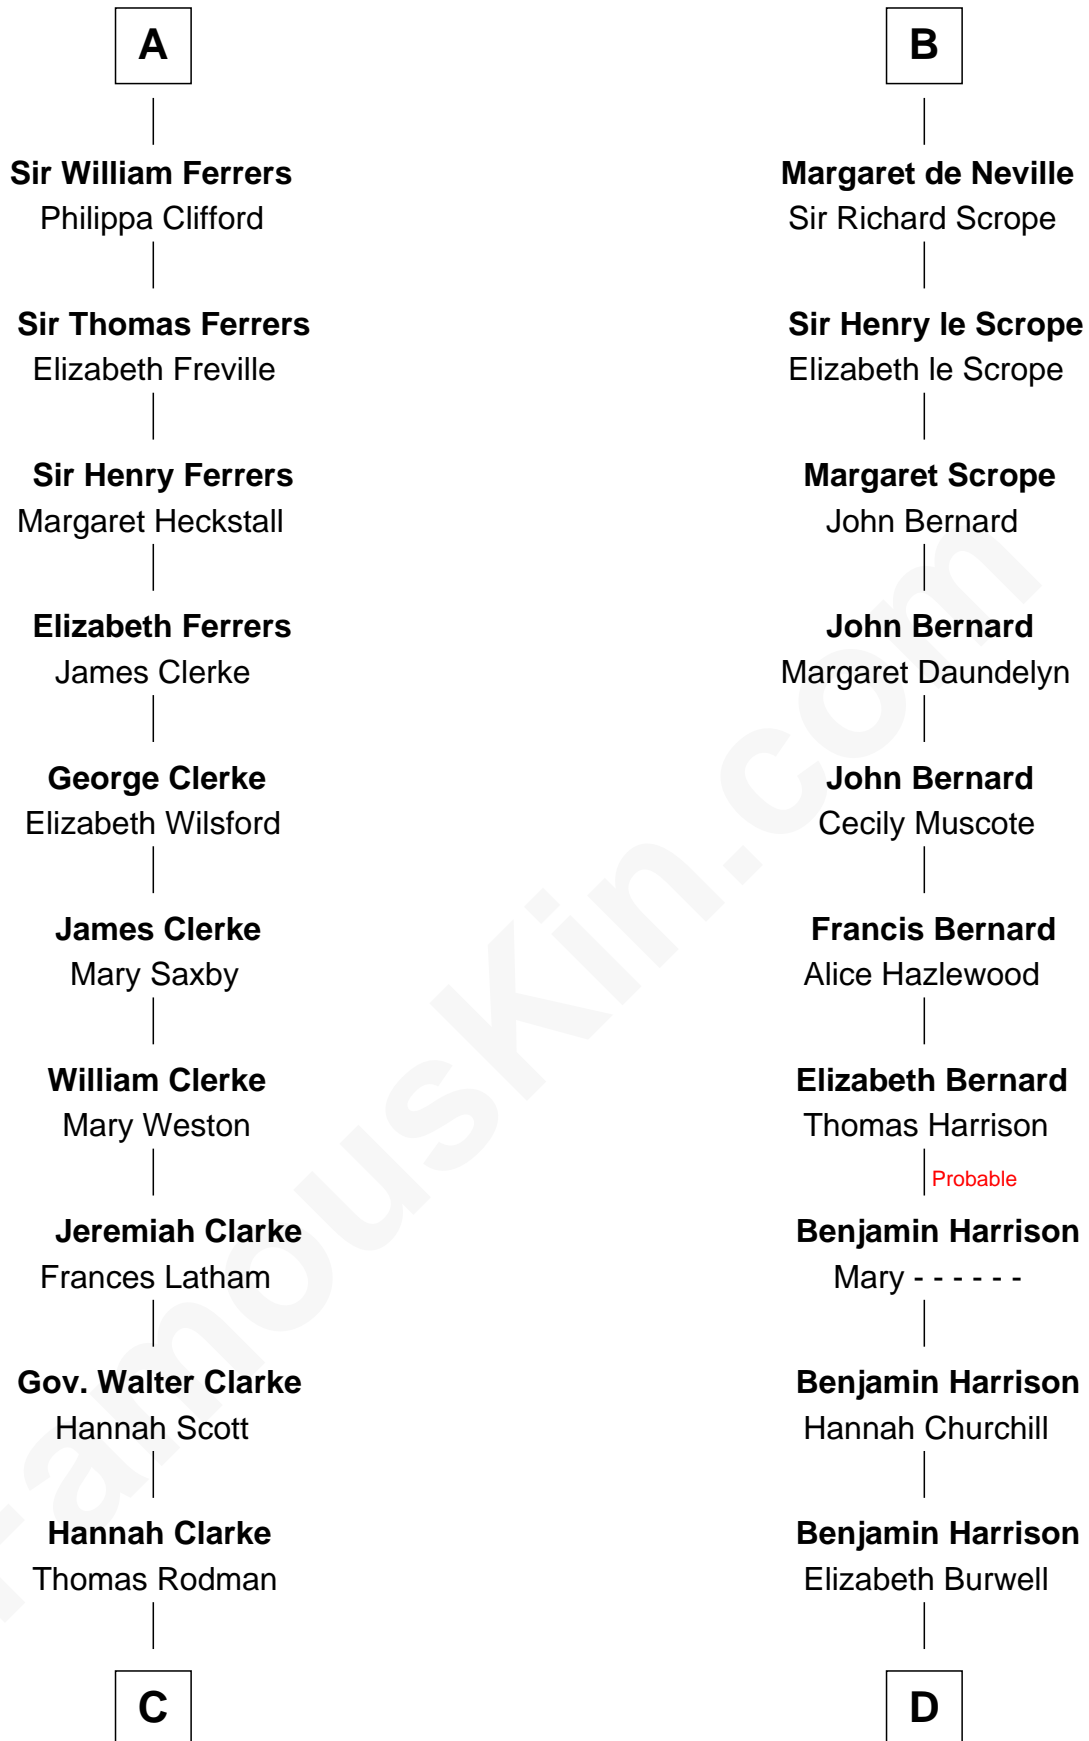 A
Sir William Ferrers
Philippa Clifford
Sir Thomas Ferrers
Elizabeth Freville
Sir Henry Ferrers
Margaret Heckstall
Elizabeth Ferrers
James Clerke
George Clerke
Elizabeth Wilsford
James Clerke
Mary Saxby
William Clerke
Mary Weston
Jeremiah Clarke
Frances Latham
Gov. Walter Clarke
Hannah Scott
Hannah Clarke
Thomas Rodman
C
B
Margaret de Neville
Sir Richard Scrope
Sir Henry le Scrope
Elizabeth le Scrope
Margaret Scrope
John Bernard
John Bernard
Margaret Daundelyn
John Bernard
Cecily Muscote
Francis Bernard
Alice Hazlewood
Elizabeth Bernard
Thomas Harrison
Probable
Benjamin Harrison
Mary - - - - - -
Benjamin Harrison
Hannah Churchill
Benjamin Harrison
Elizabeth Burwell
D
FamousKin.com